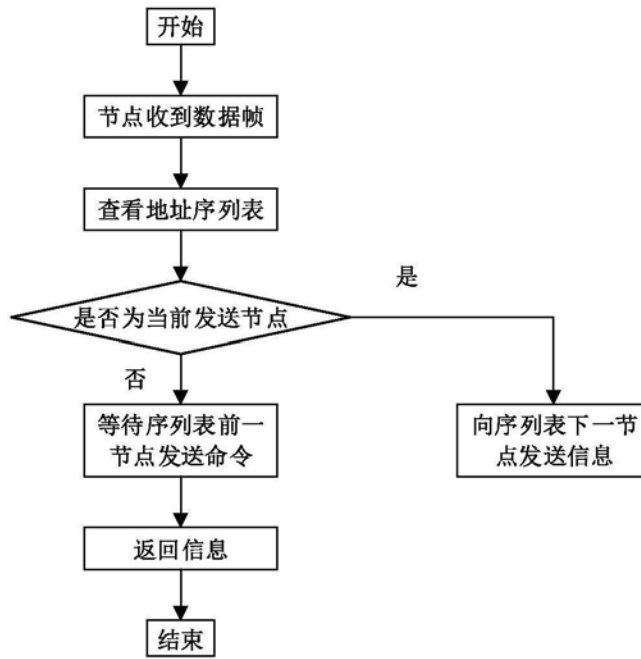 开始
节点收到数据帧
查看地址序列表
是否为当前发送节点
是
否
等待序列表前一
节点发送命令
向序列表下一节
点发送信息
返回信息
结束